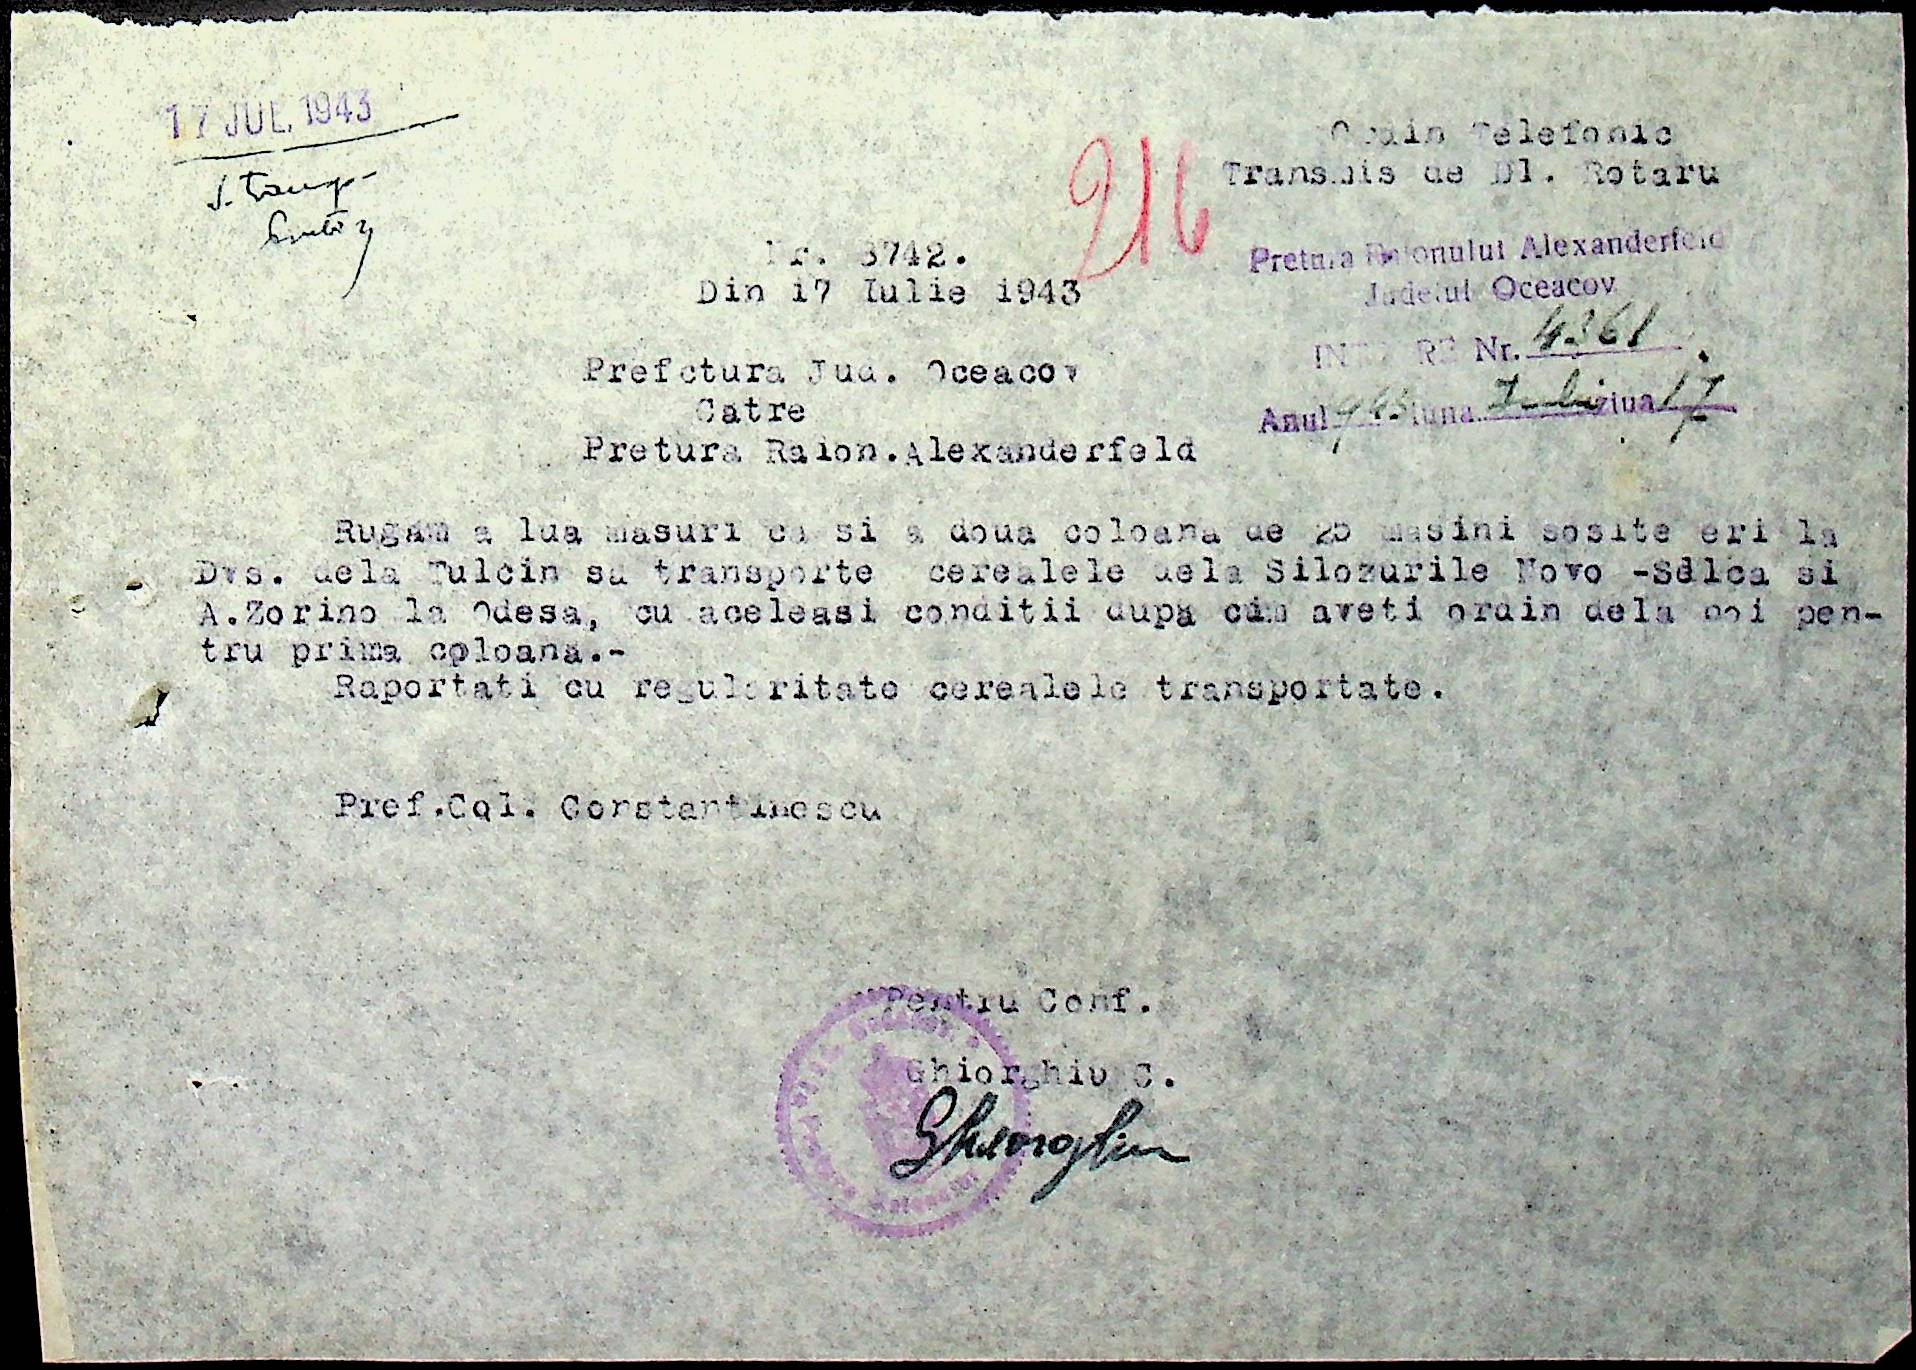 17 JUL. 1943
216
Ordin Telefonic
Transmis de Dl. Rotaru
Pretura Raionului Alexanderfeld
Judetul Oceacov
INTRARE Nr. 4361
Anul 943 luna Iulie ziua 17
Nr. 3742.
Din 17 Iulie 1943
Prefctura Jud. Oceacov
Catre
Pretura Raion.Alexanderfeld
Rugam a lua masuri ca si a doua coloana de 25 masini sosite eri la
Dvs. dela Tulcin sa transporte cerealele dela Silozurile Novo -Selca si
A.Zorino la Odesa, cu aceleasi conditii dupa cum aveti ordin dela noi pen-
tru prima coloana.-
Raportati cu regularitate cerealele transportate.
Pref.Col. Constantinescu
Pentru Conf.
Ghiorghiu C.
Gheorghiu